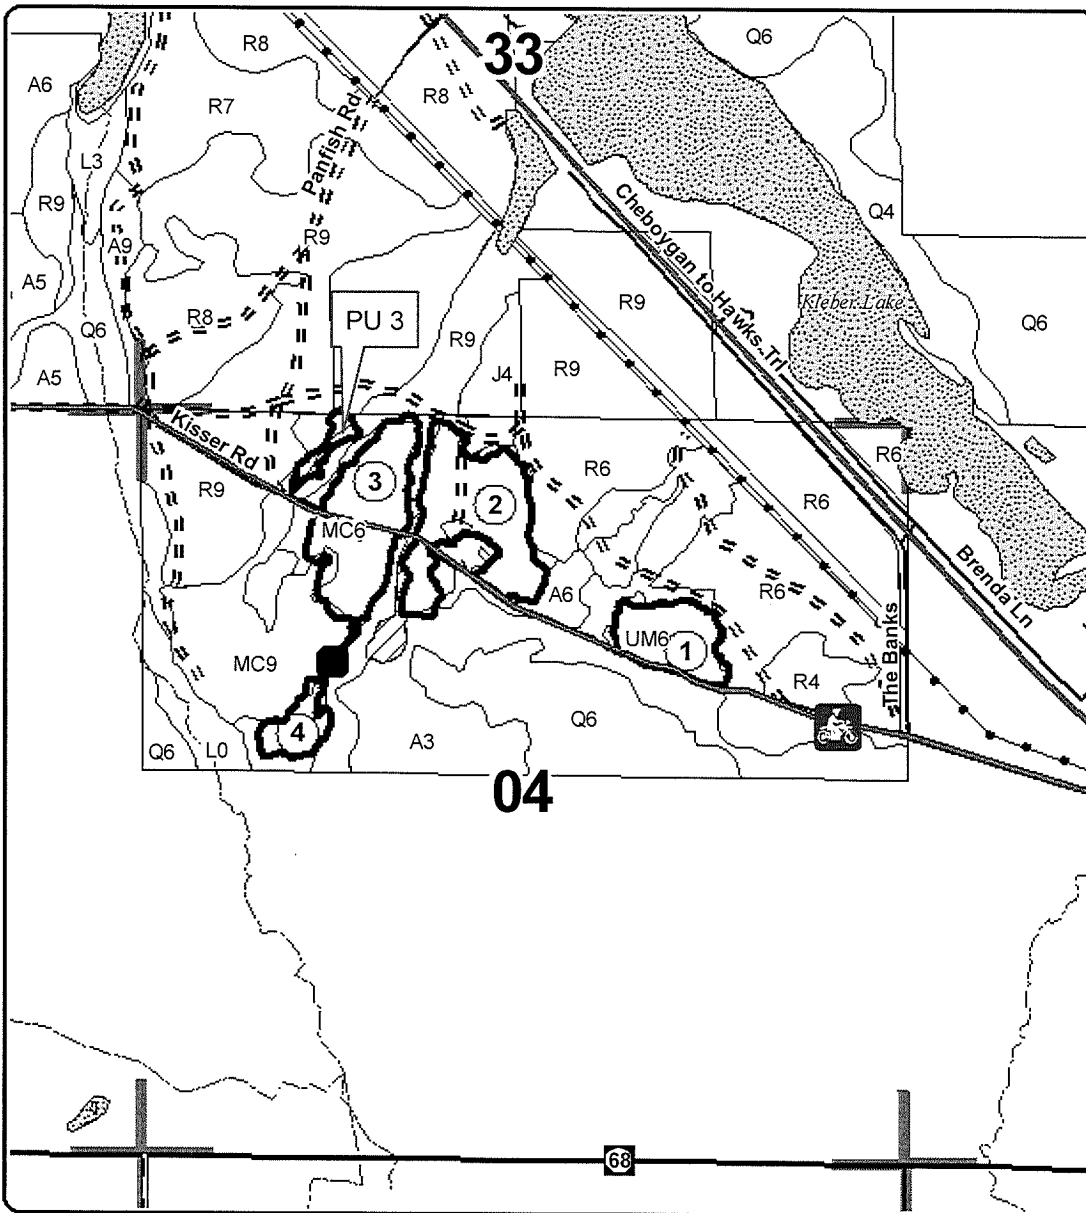 33
Q6
R8
A6
R7
R8
Panfish Rd
L3
R9
Cheboygan to Hawks Trl
Q4
A9
R9
A5
Kleber Lake
R9
R8
PU 3
Q6
R9
Q6
A5
J4
R9
Kisser Rd
R6
R6
3
R9
2
R6
MC6
Brenda Ln
A6
R6
The Banks
UM6
1
MC9
R4
4
Q6
Q6
L0
A3
04
68